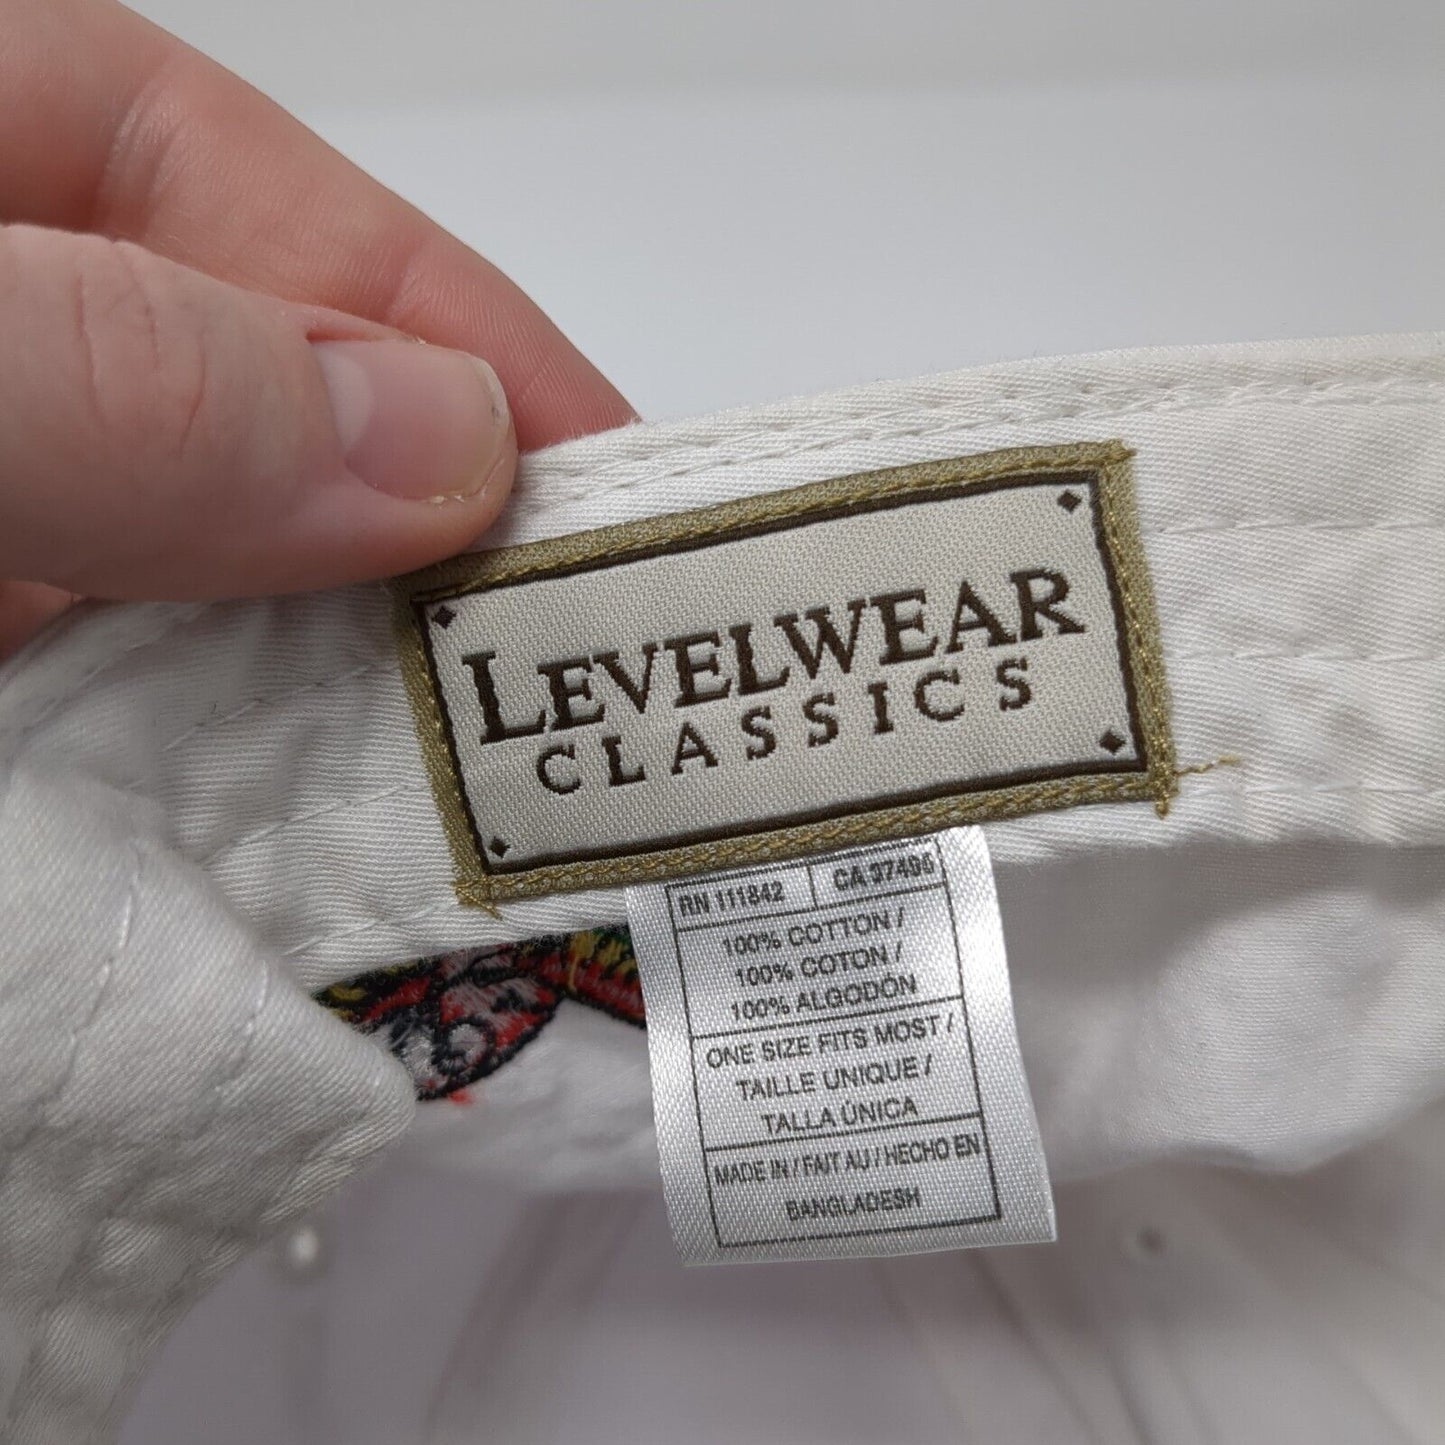 LEVELWEAR
CLASSICS
RN 111842 CA 37496
100% COTTON /
100% COTON /
100% ALGODÓN
ONE SIZE FITS MOST /
TAILLE UNIQUE /
TALLA ÚNICA
MADE IN / FAIT AU / HECHO EN
BANGLADESH